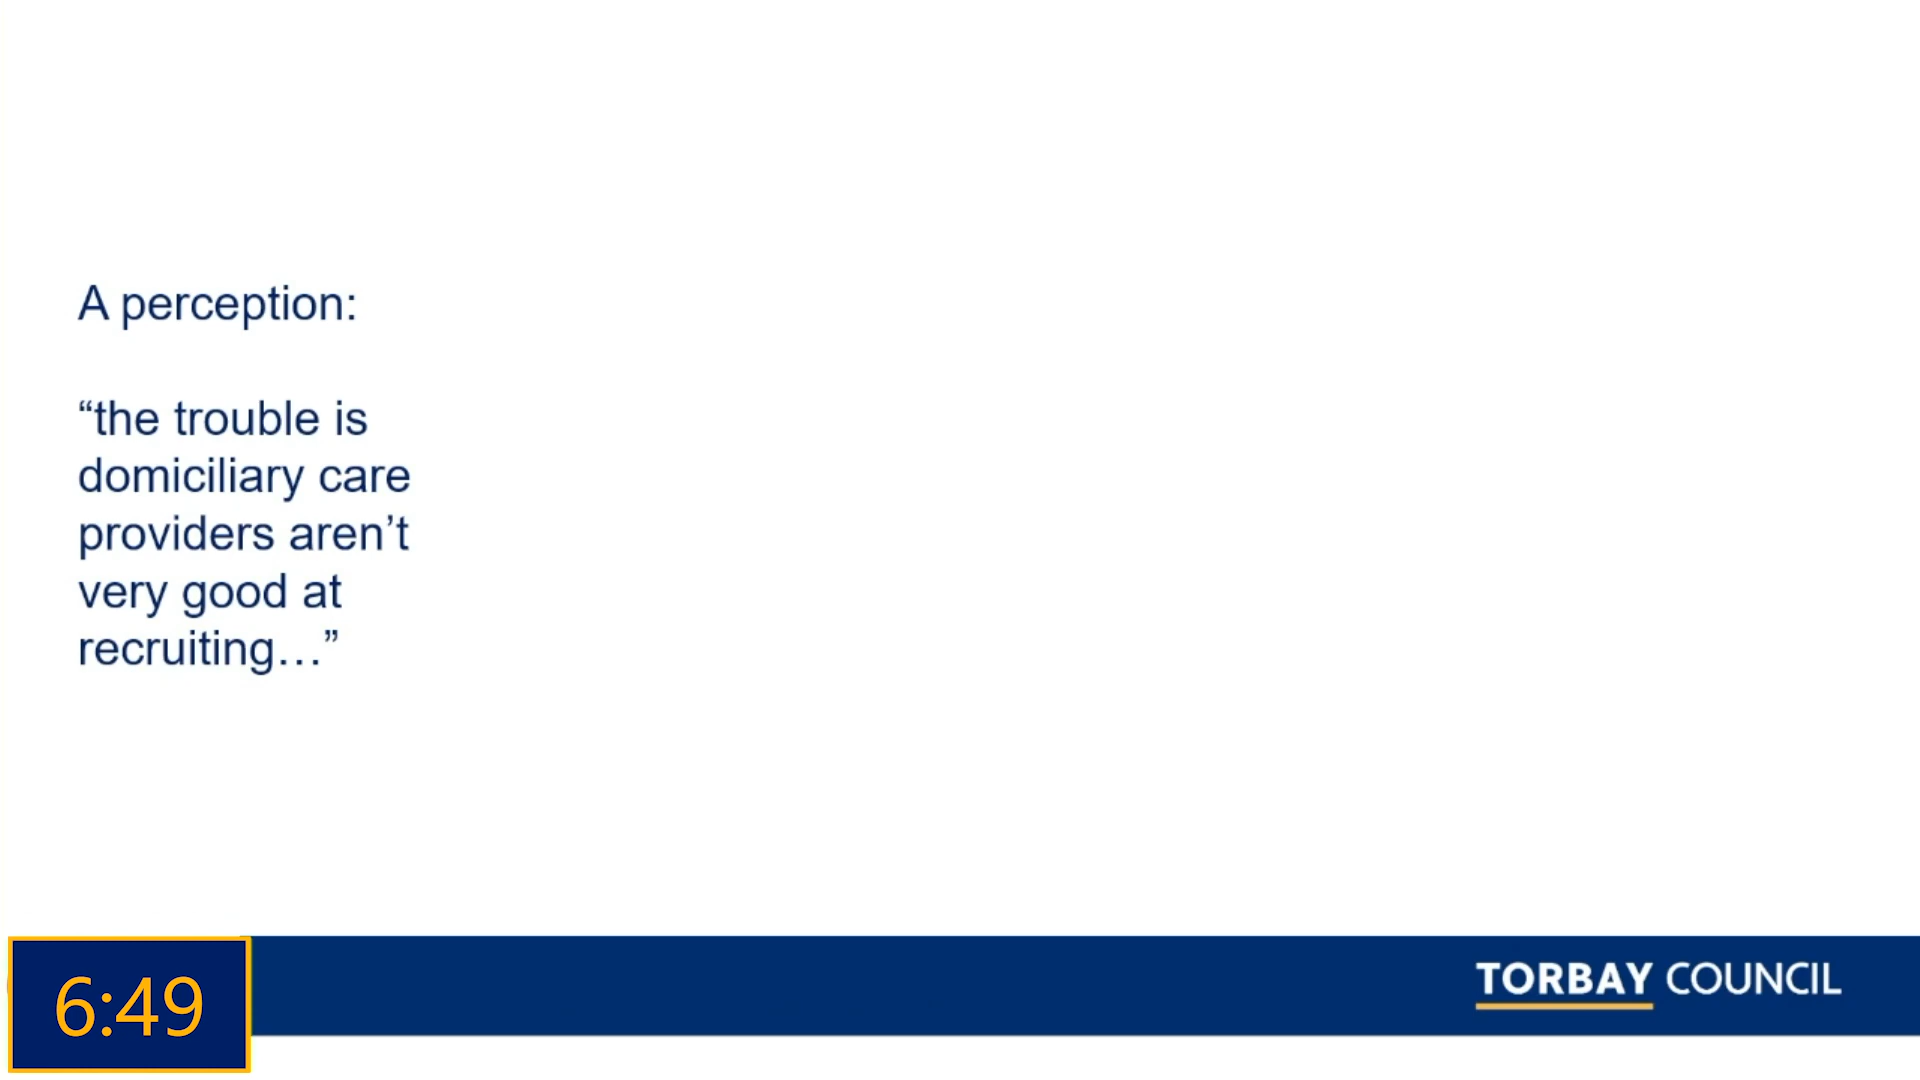 A perception:
“the trouble is
domiciliary care
providers aren’t
very good at
recruiting…”
6:49
TORBAY COUNCIL